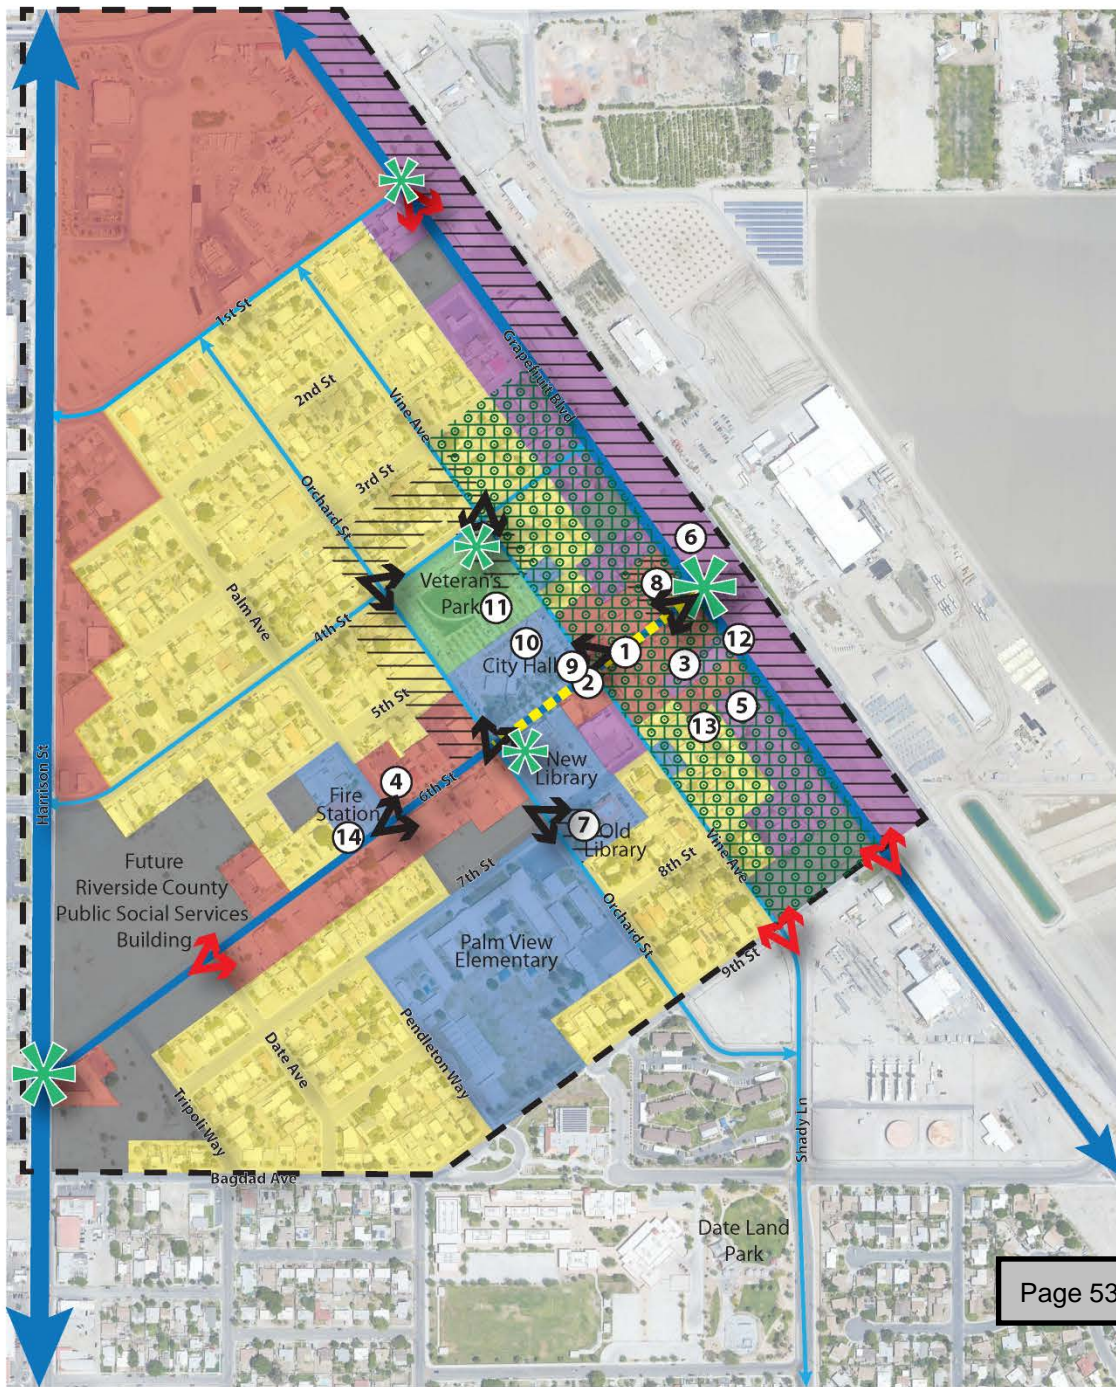 1st St
2nd St
Grapefruit Blvd
Vine Ave
3rd St
Orchard St
6
Veteran's
Park
8
Palm Ave
11
4th St
10
12
City Hall
9
1
3
2
5th St
5
13
New
Library
Harrison St
4
6th St
Fire
Station
14
7
Old
Library
Vine Ave
8th St
7th St
Future
Riverside County
Public Social Services
Building
Orchard St
Palm View
Elementary
9th St
Date Ave
Pendleton Way
Tripoli Way
Shady Ln
Bagdad Ave
Date Land
Park
Page 53